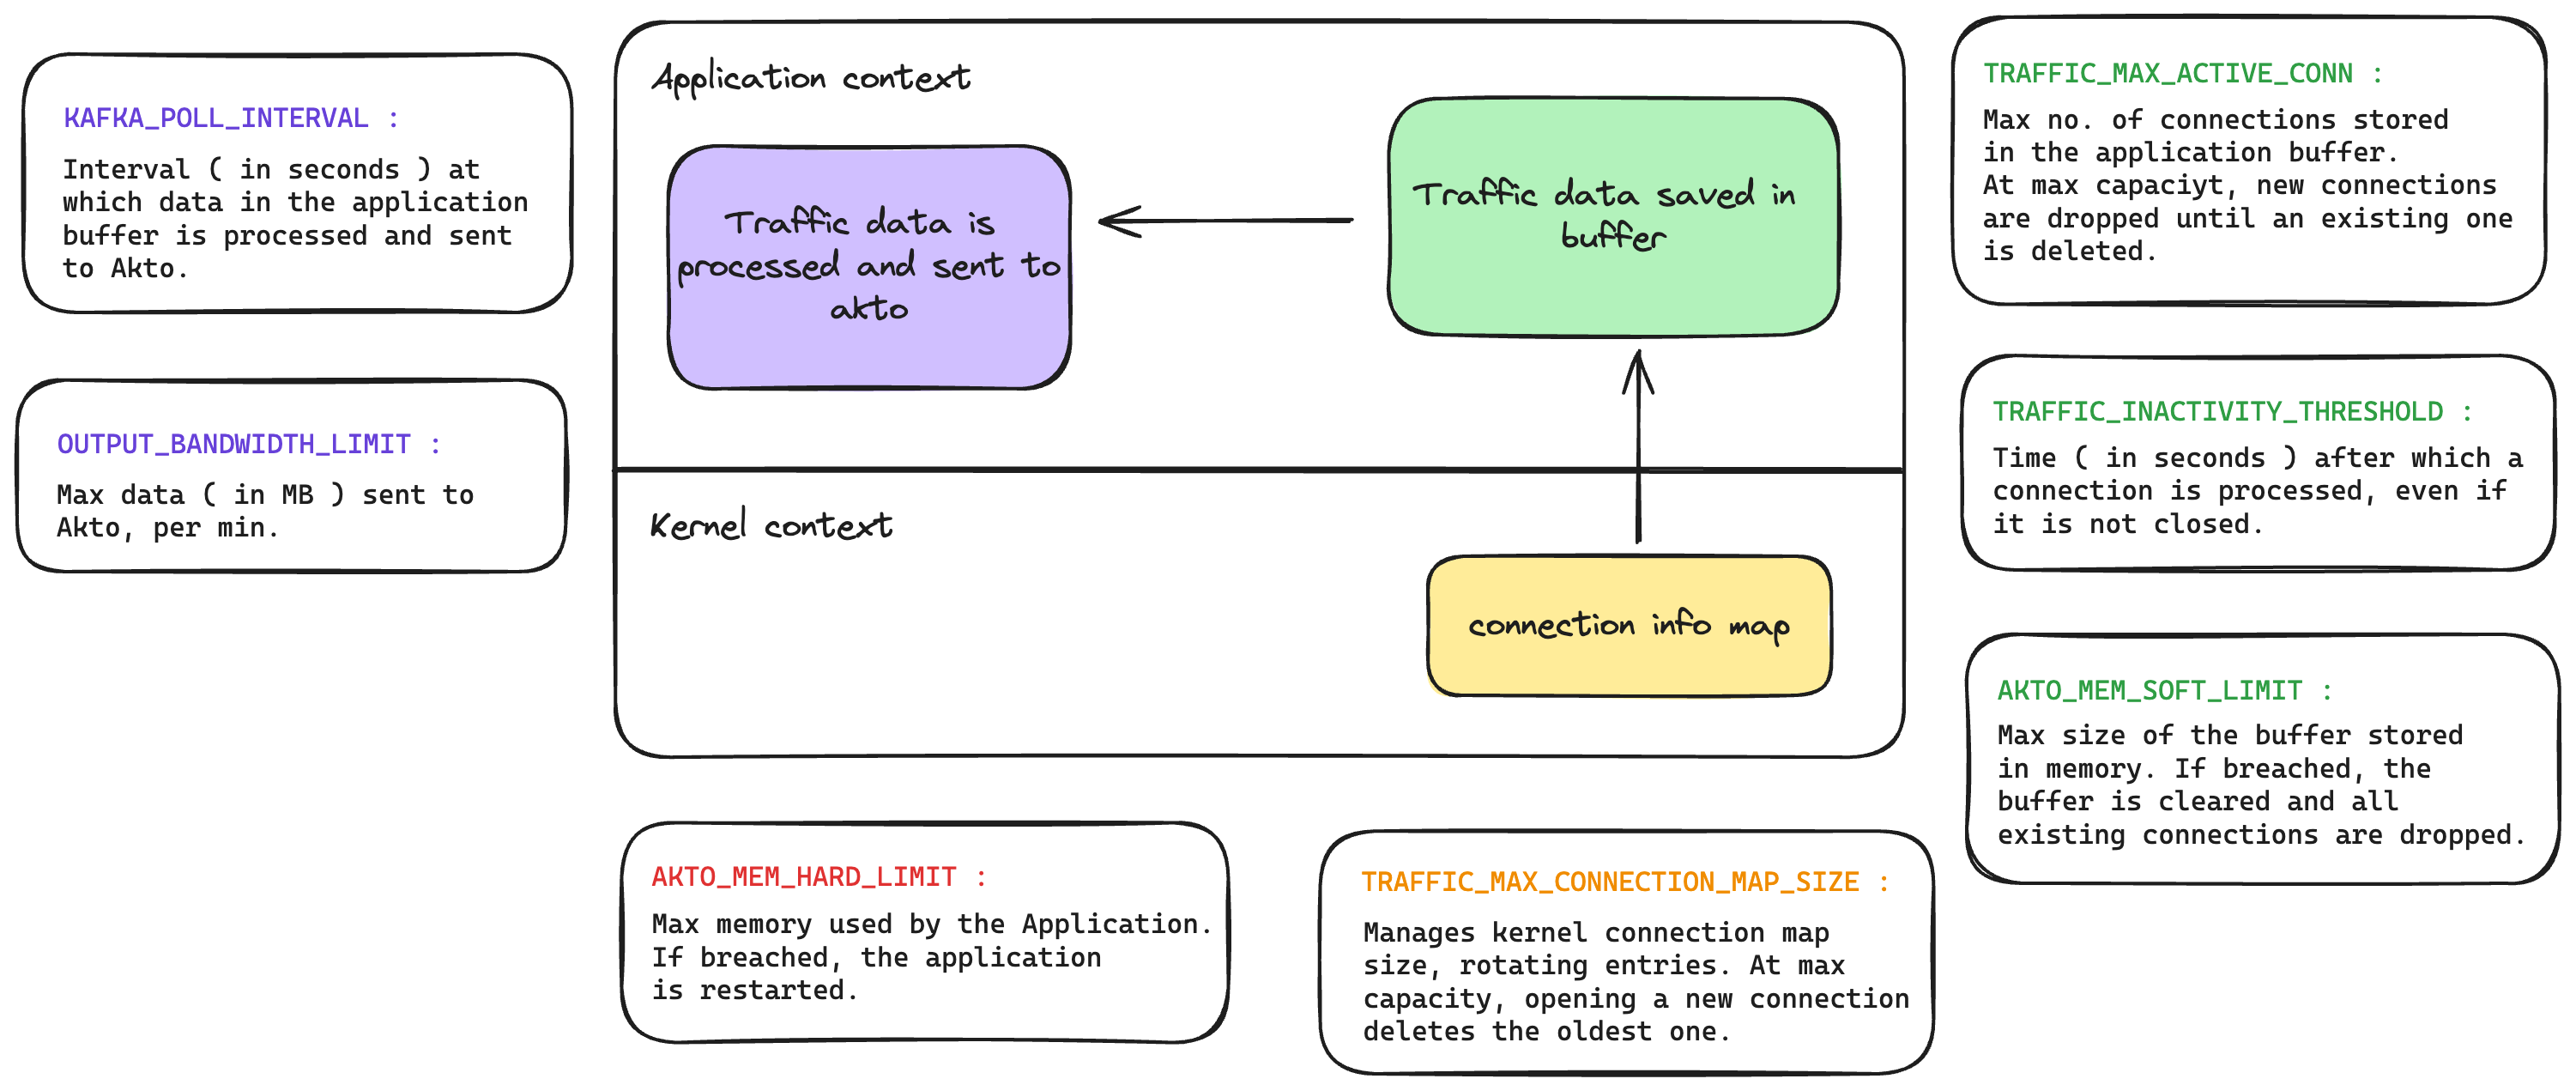 KAFKA_POLL_INTERVAL :
Interval ( in seconds ) at
which data in the application
buffer is processed and sent
to Akto.
OUTPUT_BANDWIDTH_LIMIT :
Max data ( in MB ) sent to
Akto, per min.
Application context
Traffic data is
processed and sent to
akto
Traffic data saved in
buffer
Kernel context
connection info map
TRAFFIC_MAX_ACTIVE_CONN :
Max no. of connections stored
in the application buffer.
At max capaciyt, new connections
are dropped until an existing one
is deleted.
TRAFFIC_INACTIVITY_THRESHOLD :
Time ( in seconds ) after which a
connection is processed, even if
it is not closed.
AKTO_MEM_SOFT_LIMIT :
Max size of the buffer stored
in memory. If breached, the
buffer is cleared and all
existing connections are dropped.
AKTO_MEM_HARD_LIMIT :
Max memory used by the Application.
If breached, the application
is restarted.
TRAFFIC_MAX_CONNECTION_MAP_SIZE :
Manages kernel connection map
size, rotating entries. At max
capacity, opening a new connection
deletes the oldest one.